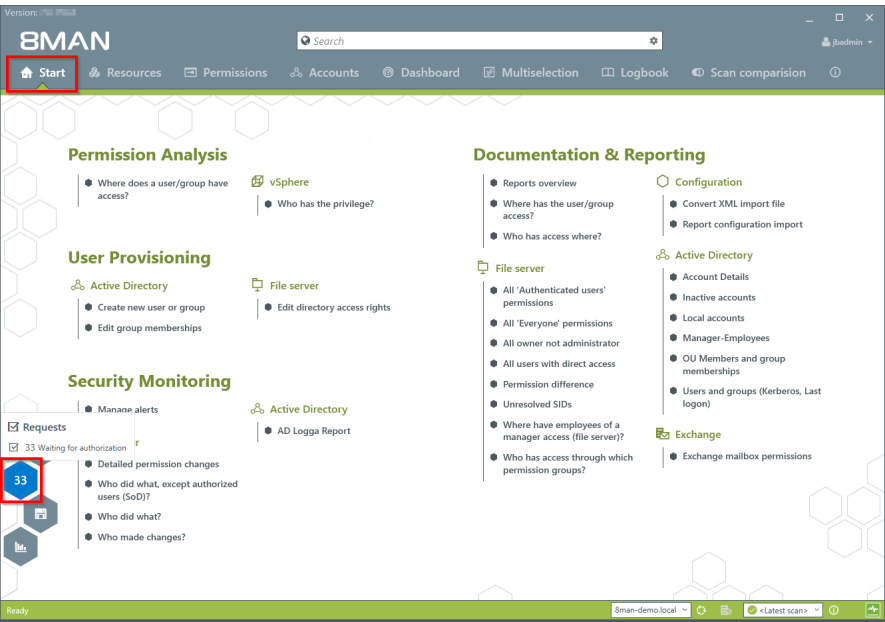 Version:
8MAN
Search
jbadmin
Start
Resources
Permissions
Accounts
Dashboard
Multiselection
Logbook
Scan comparision
Permission Analysis
Where does a user/group have
access?
vSphere
Who has the privilege?
User Provisioning
Active Directory
Create new user or group
Edit group memberships
File server
Edit directory access rights
Security Monitoring
Manage alerts
Active Directory
AD Logga Report
Requests
33 Waiting for authorization
r
33
Detailed permission changes
Who did what, except authorized
users (SoD)?
Who did what?
Who made changes?
Documentation & Reporting
Reports overview
Where has the user/group
access?
Who has access where?
File server
All 'Authenticated users'
permissions
All 'Everyone' permissions
All owner not administrator
All users with direct access
Permission difference
Unresolved SIDs
Where have employees of a
manager access (file server)?
Who has access through which
permission groups?
Configuration
Convert XML import file
Report configuration import
Active Directory
Account Details
Inactive accounts
Local accounts
Manager-Employees
OU Members and group
memberships
Users and groups (Kerberos, Last
logon)
Exchange
Exchange mailbox permissions
Ready
8man-demo.local
<Latest scan>